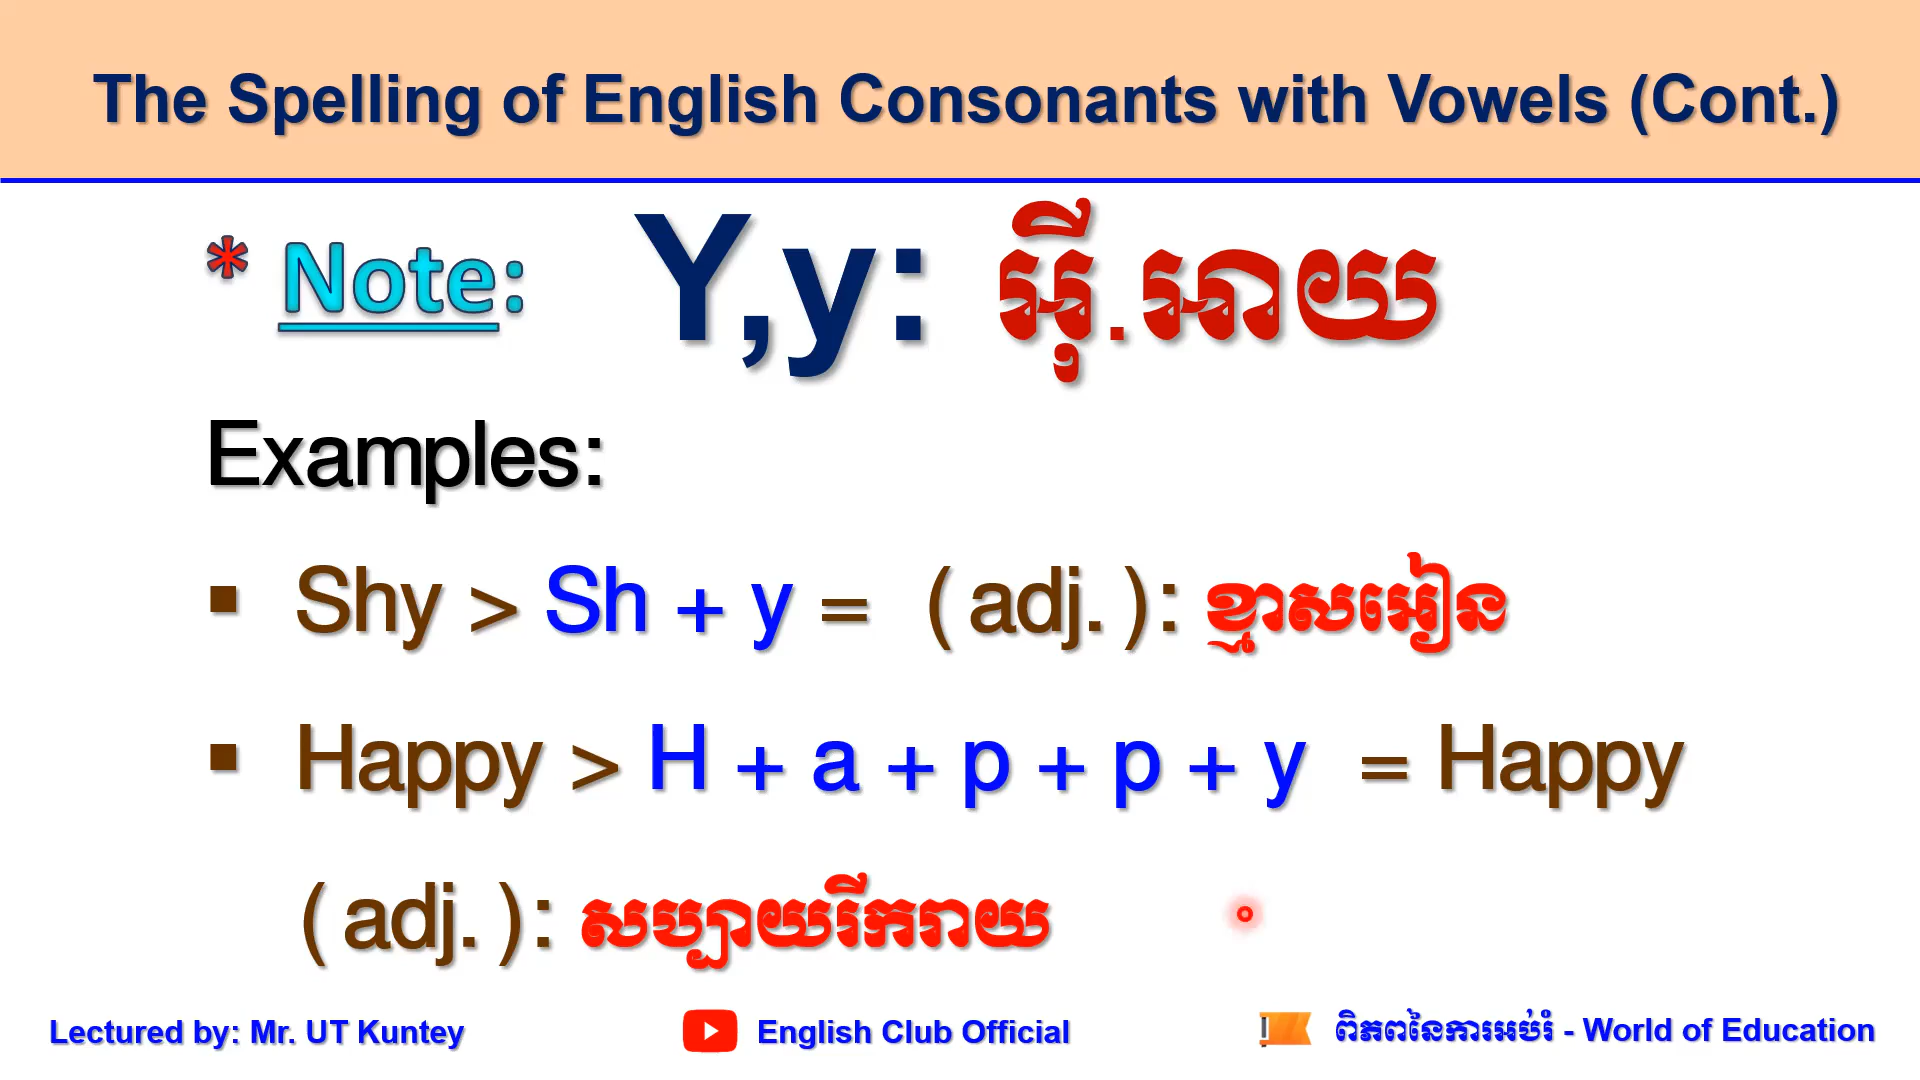 The Spelling of English Consonants with Vowels (Cont.)
* Note: Y,y: អ៊ី.អាយ
Examples:
▪ Shy > Sh + y = (adj.): ខ្មាសអៀន
▪ Happy > H + a + p + p + y = Happy
(adj.): សប្បាយរីករាយ
Lectured by: Mr. UT Kuntey English Club Official ពិភពនៃការអប់រំ - World of Education